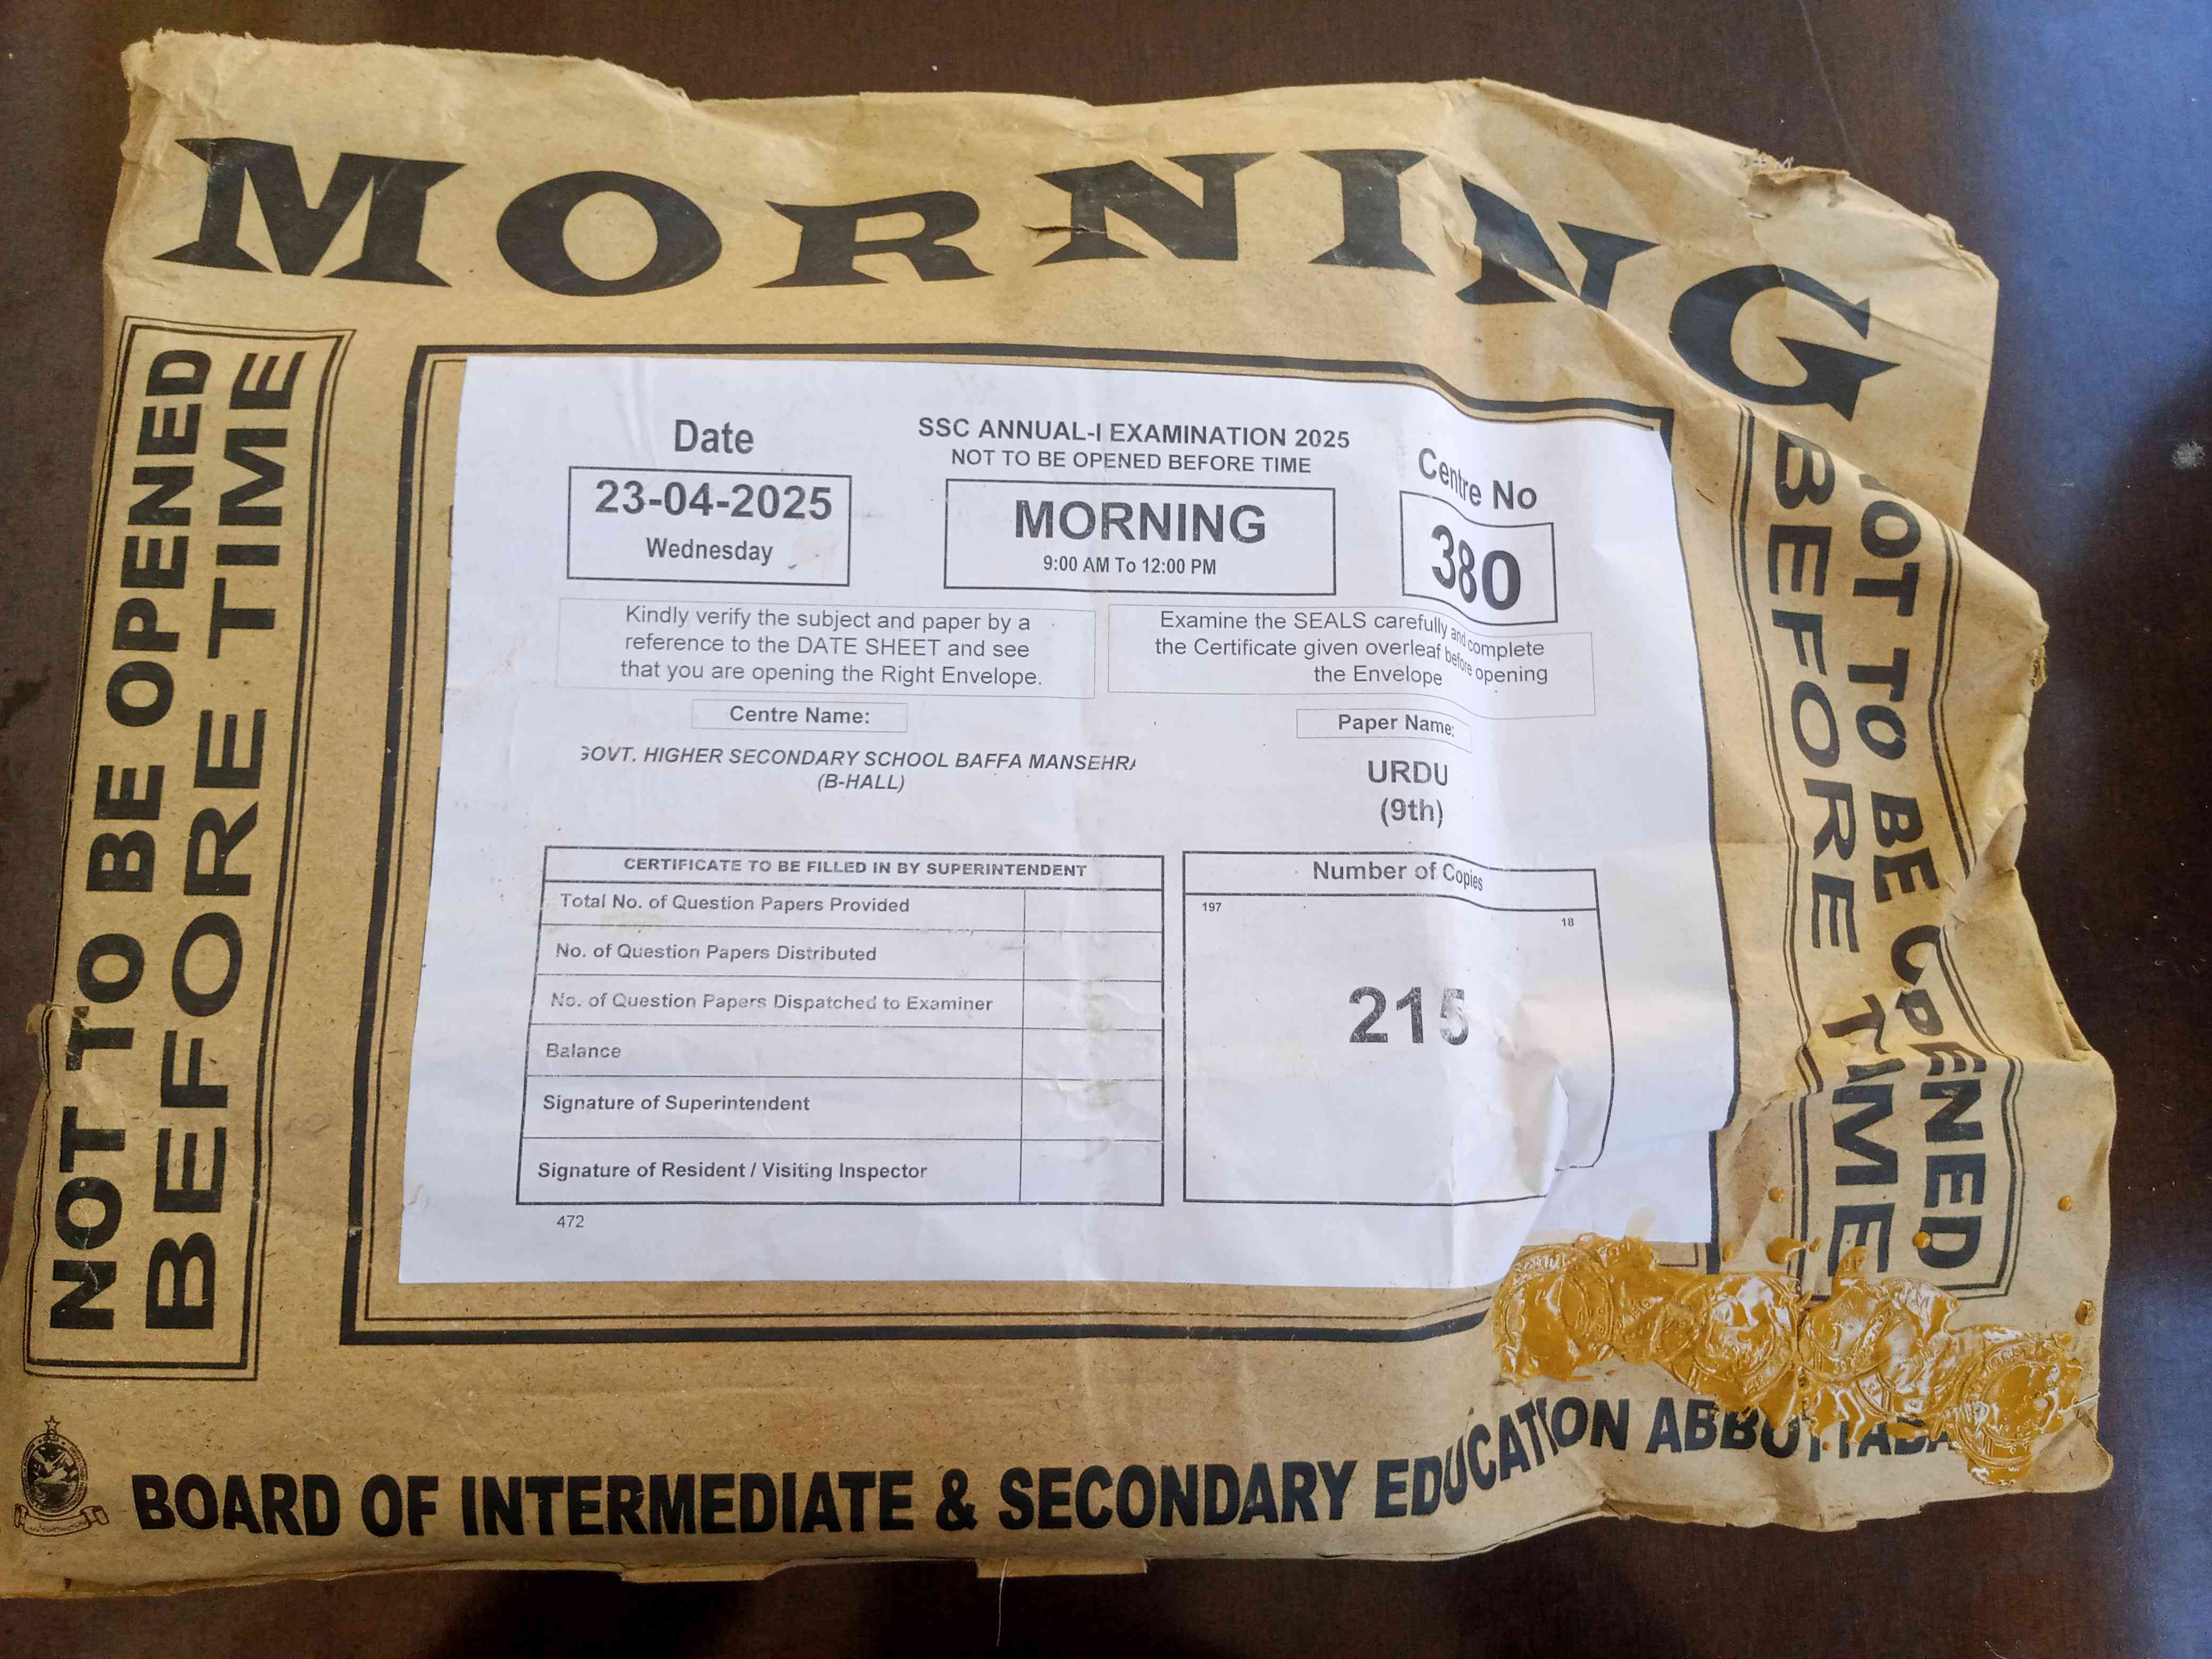 MORNING
NOT TO BE OPENED
BEFORE TIME
Date
23-04-2025
Wednesday
SSC ANNUAL-I EXAMINATION 2025
NOT TO BE OPENED BEFORE TIME
MORNING
9:00 AM To 12:00 PM
Centre No
380
Kindly verify the subject and paper by a
reference to the DATE SHEET and see
that you are opening the Right Envelope.
Examine the SEALS carefully and complete
the Certificate given overleaf before opening
the Envelope
Centre Name:
GOVT. HIGHER SECONDARY SCHOOL BAFFA MANSEHRA
(B-HALL)
Paper Name:
URDU
(9th)
CERTIFICATE TO BE FILLED IN BY SUPERINTENDENT
Total No. of Question Papers Provided
No. of Question Papers Distributed
No. of Question Papers Dispatched to Examiner
Balance
Signature of Superintendent
Signature of Resident / Visiting Inspector
472
Number of Copies
197
18
215
NOT TO BE OPENED
BEFORE TIME
BOARD OF INTERMEDIATE & SECONDARY EDUCATION ABBOTTABAD